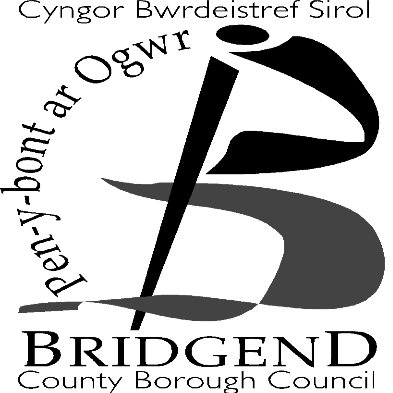 Cyngor Bwrdeistref Sirol
Pen-y-bont ar Ogwr
BRIDGEND
County Borough Council